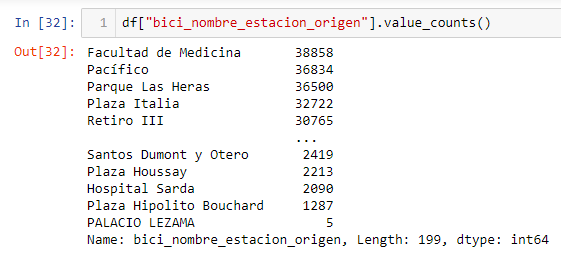 In [32]: 1 df["bici_nombre_estacion_origen"].value_counts()
Out[32]: Facultad de Medicina 38858
Pacífico 36834
Parque Las Heras 36500
Plaza Italia 32722
Retiro III 30765
...
Santos Dumont y Otero 2419
Plaza Houssay 2213
Hospital Sarda 2090
Plaza Hipolito Bouchard 1287
PALACIO LEZAMA 5
Name: bici_nombre_estacion_origen, Length: 199, dtype: int64